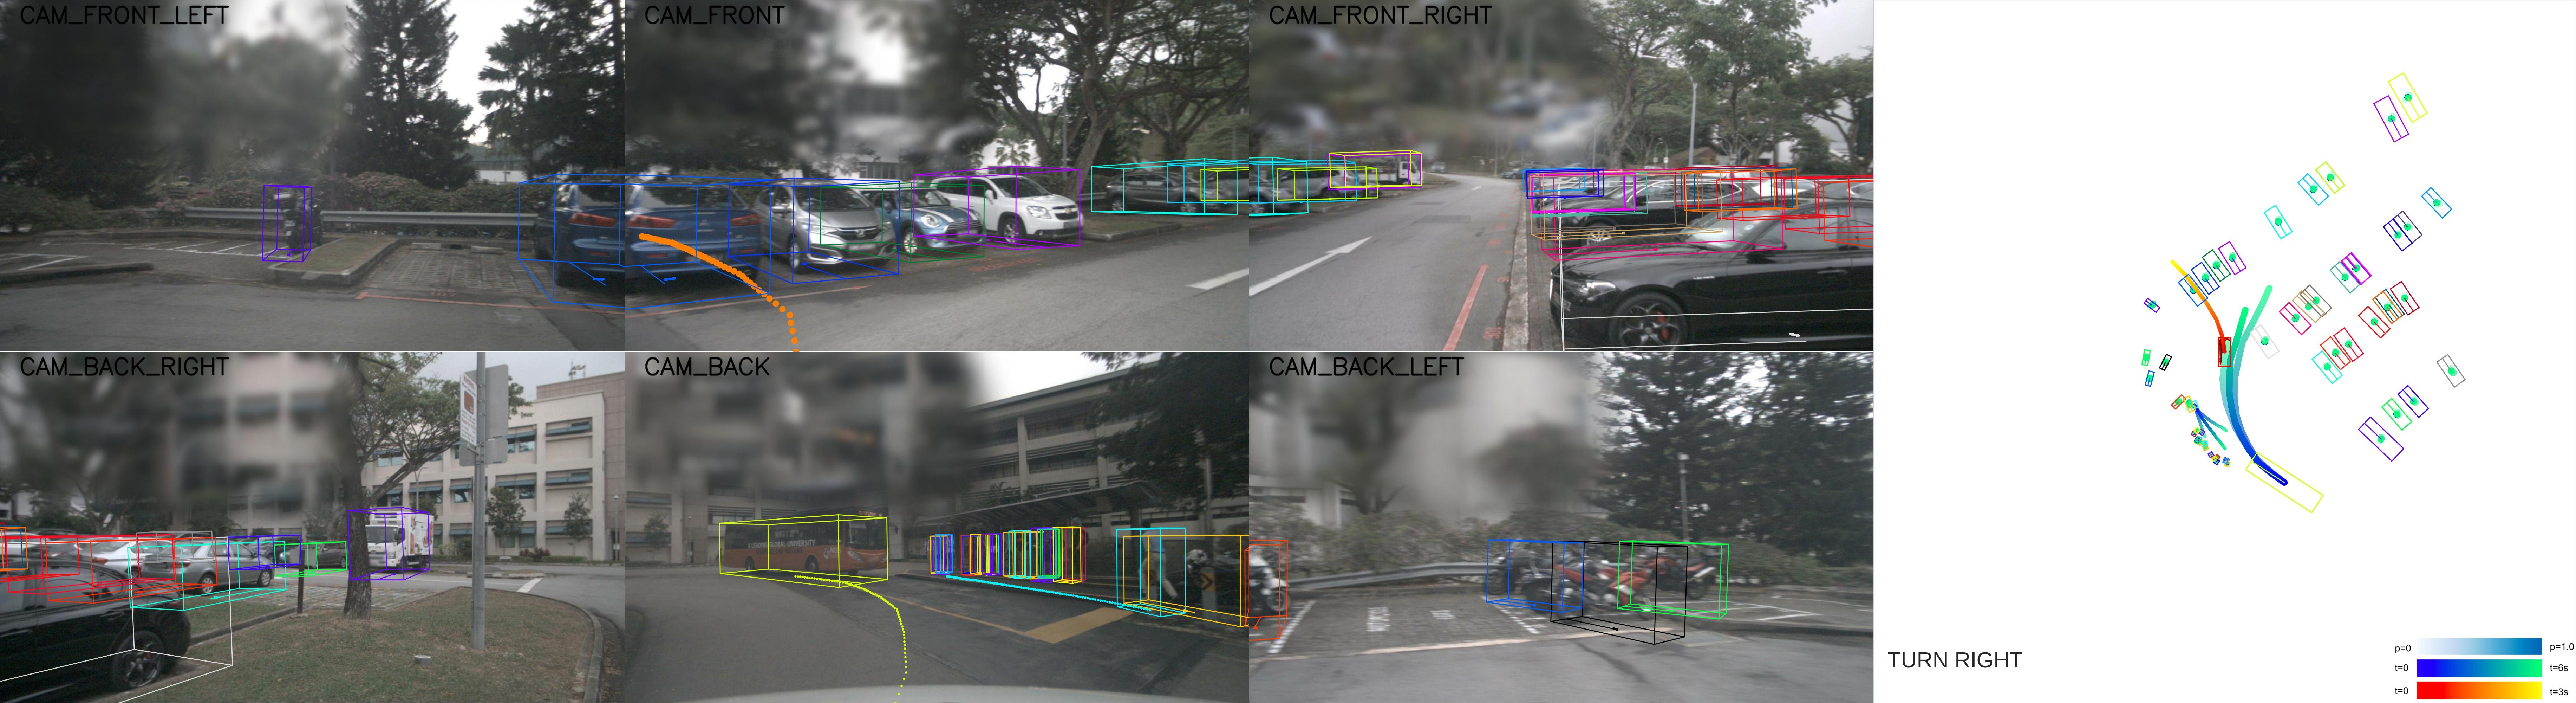 CAM_FRONT_LEFT
CAM_FRONT
CAM_FRONT_RIGHT
CAM_BACK_RIGHT
CAM_BACK
CAM_BACK_LEFT
TURN RIGHT
p=0
p=1.0
t=0
t=6s
t=0
t=3s